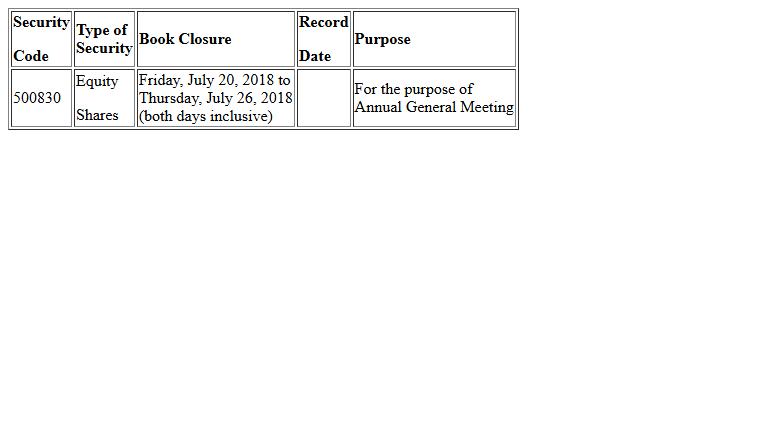 Security
Code
Type of
Security
Book Closure
Record
Date
Purpose
500830
Equity
Shares
Friday, July 20, 2018 to
Thursday, July 26, 2018
(both days inclusive)
For the purpose of
Annual General Meeting